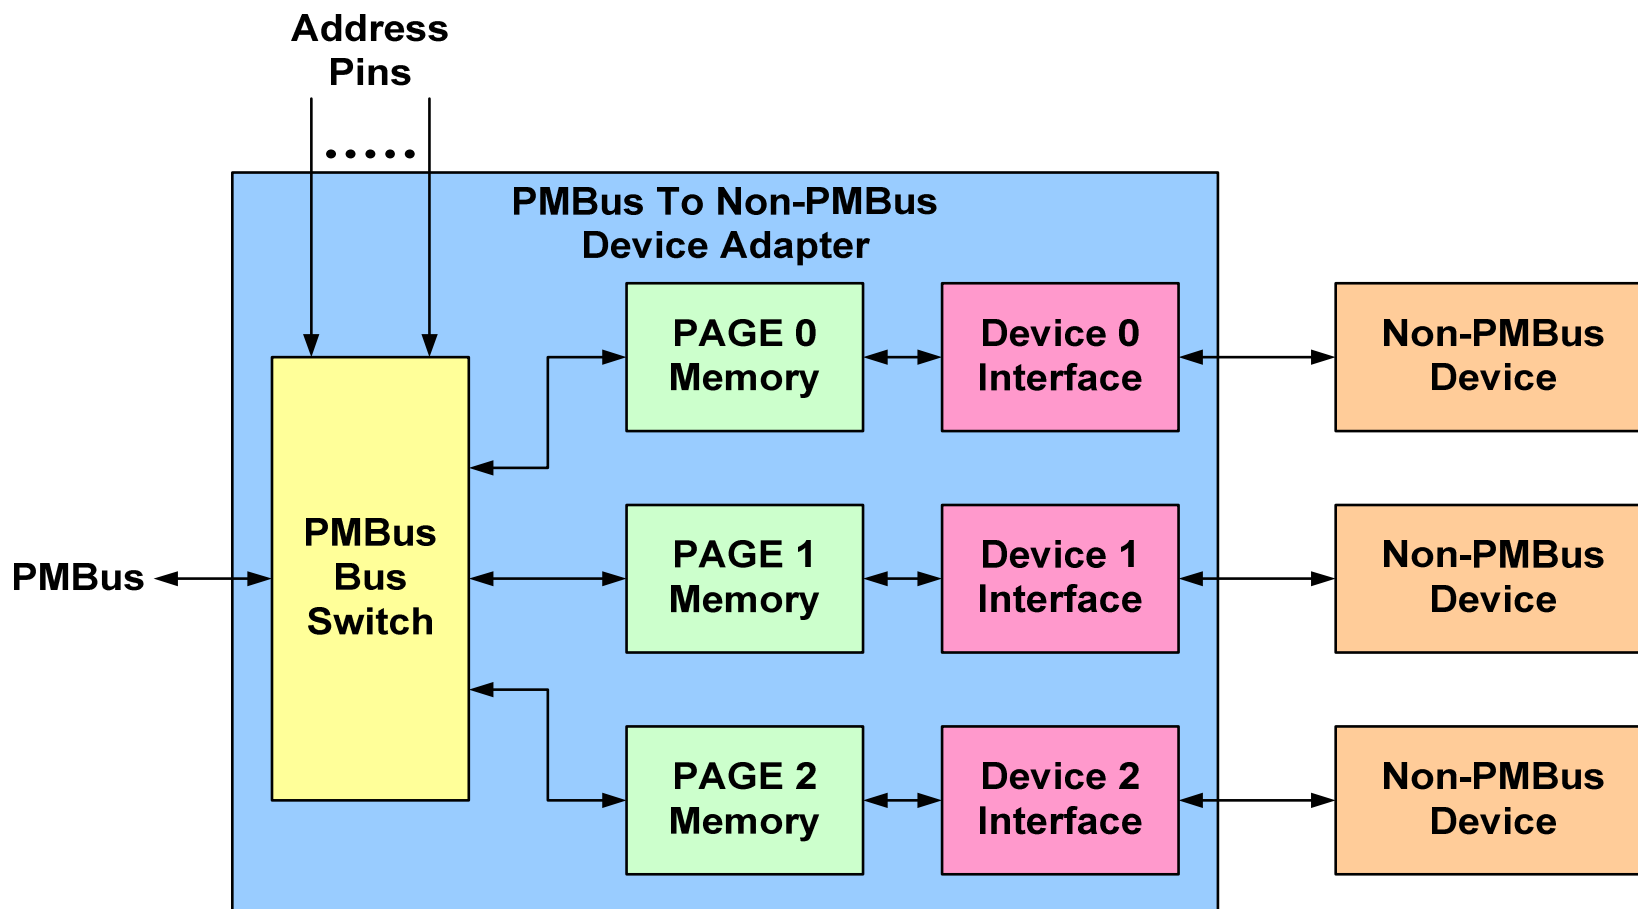 Address
Pins
PMBus To Non-PMBus
Device Adapter
PAGE 0
Memory
Device 0
Interface
Non-PMBus
Device
PMBus
PMBus
Bus
Switch
PAGE 1
Memory
Device 1
Interface
Non-PMBus
Device
PAGE 2
Memory
Device 2
Interface
Non-PMBus
Device